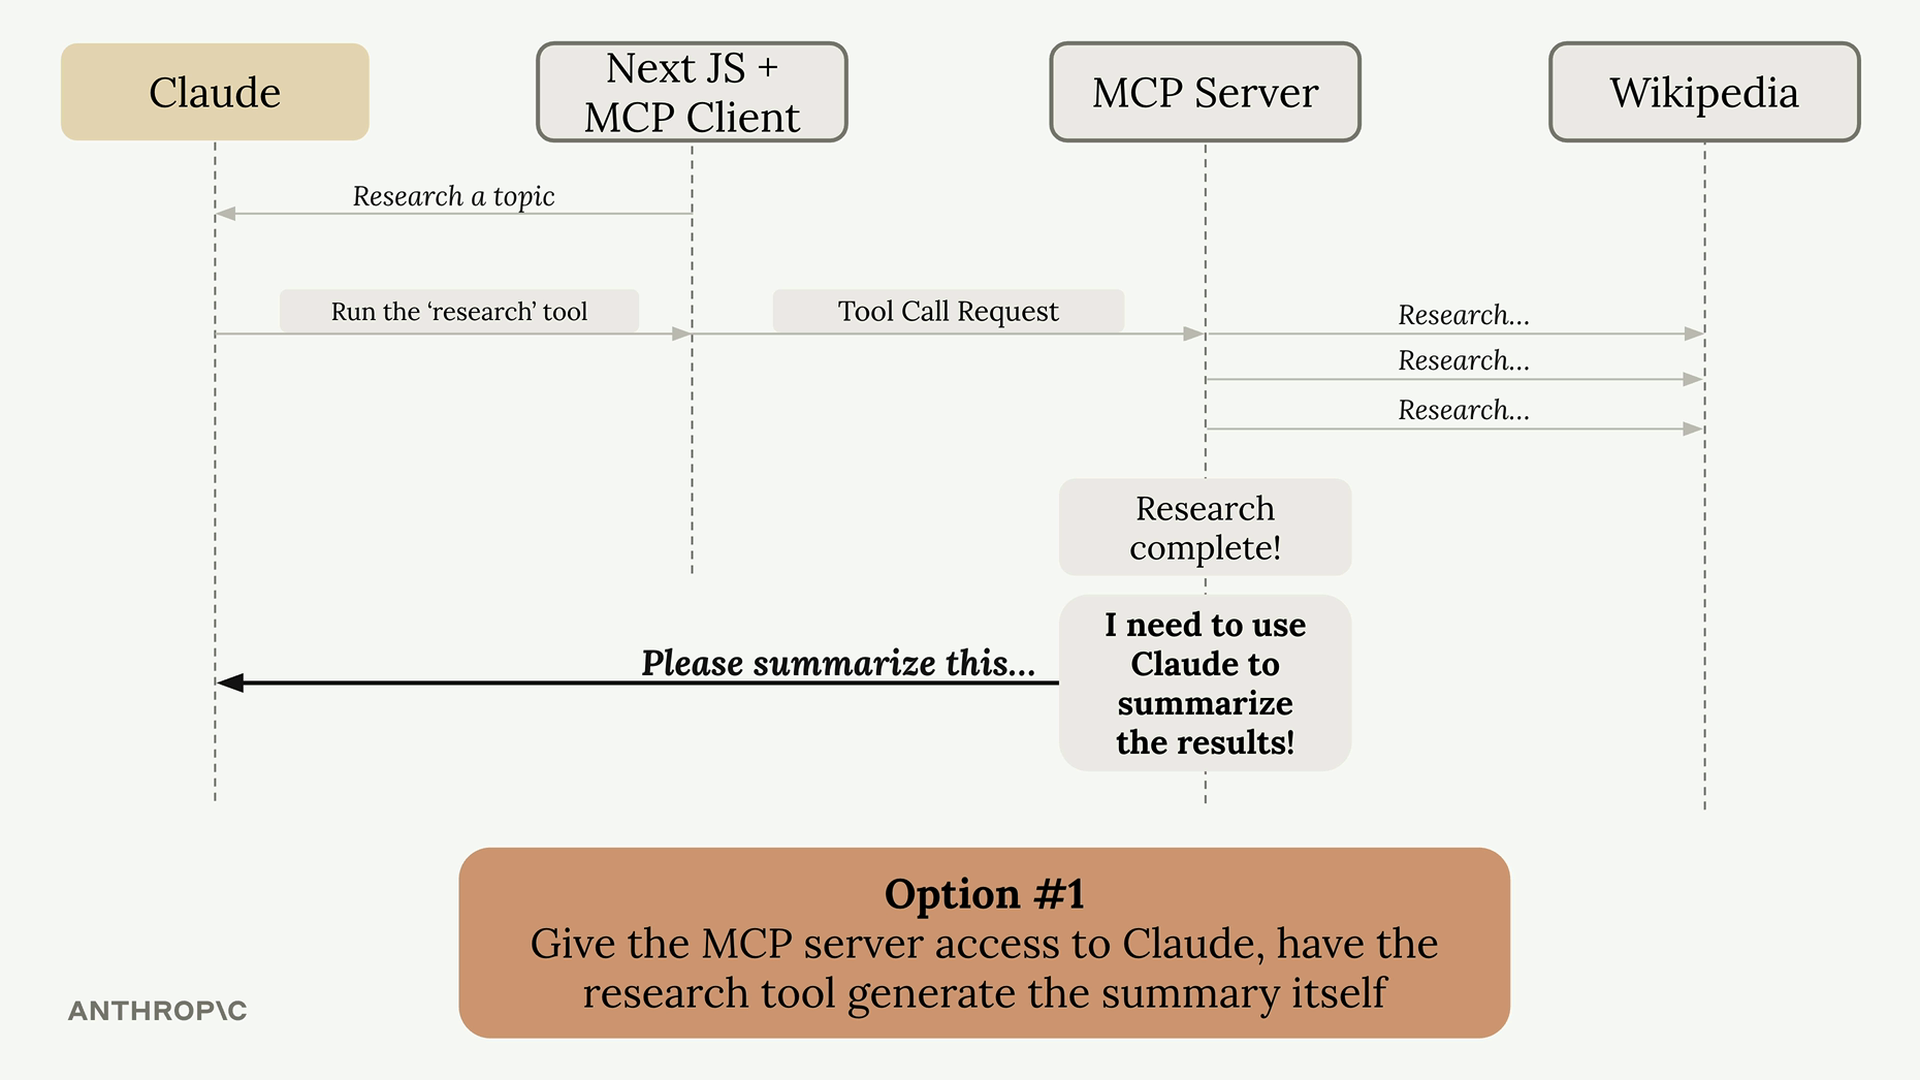 Claude
Next JS +
MCP Client
MCP Server
Wikipedia
Research a topic
Run the ‘research’ tool
Tool Call Request
Research...
Research...
Research...
Research
complete!
I need to use
Claude to
summarize
the results!
Please summarize this...
Option #1
Give the MCP server access to Claude, have the
research tool generate the summary itself
ANTHROP\C